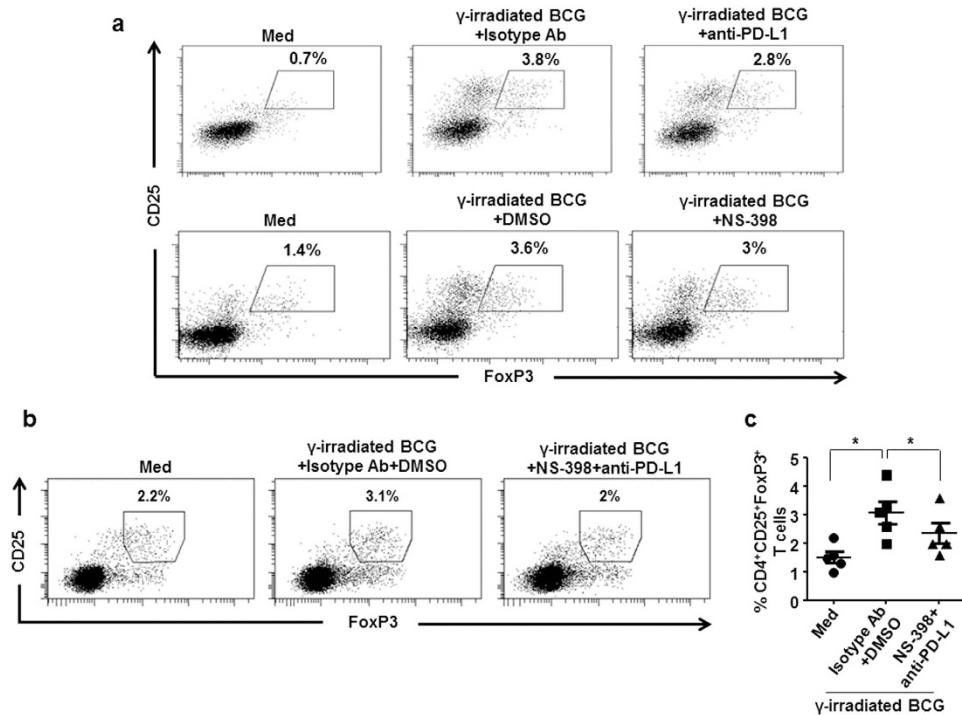 a
Med
γ-irradiated BCG
+Isotype Ab
γ-irradiated BCG
+anti-PD-L1
0.7%
3.8%
2.8%
CD25
Med
γ-irradiated BCG
+DMSO
γ-irradiated BCG
+NS-398
1.4%
3.6%
3%
FoxP3
b
Med
γ-irradiated BCG
+Isotype Ab+DMSO
γ-irradiated BCG
+NS-398+anti-PD-L1
2.2%
3.1%
2%
CD25
FoxP3
c
* *
% CD4+CD25+FoxP3+
T cells
5
4
3
2
1
0
Med
Isotype Ab
+DMSO
NS-398+
anti-PD-L1
γ-irradiated BCG